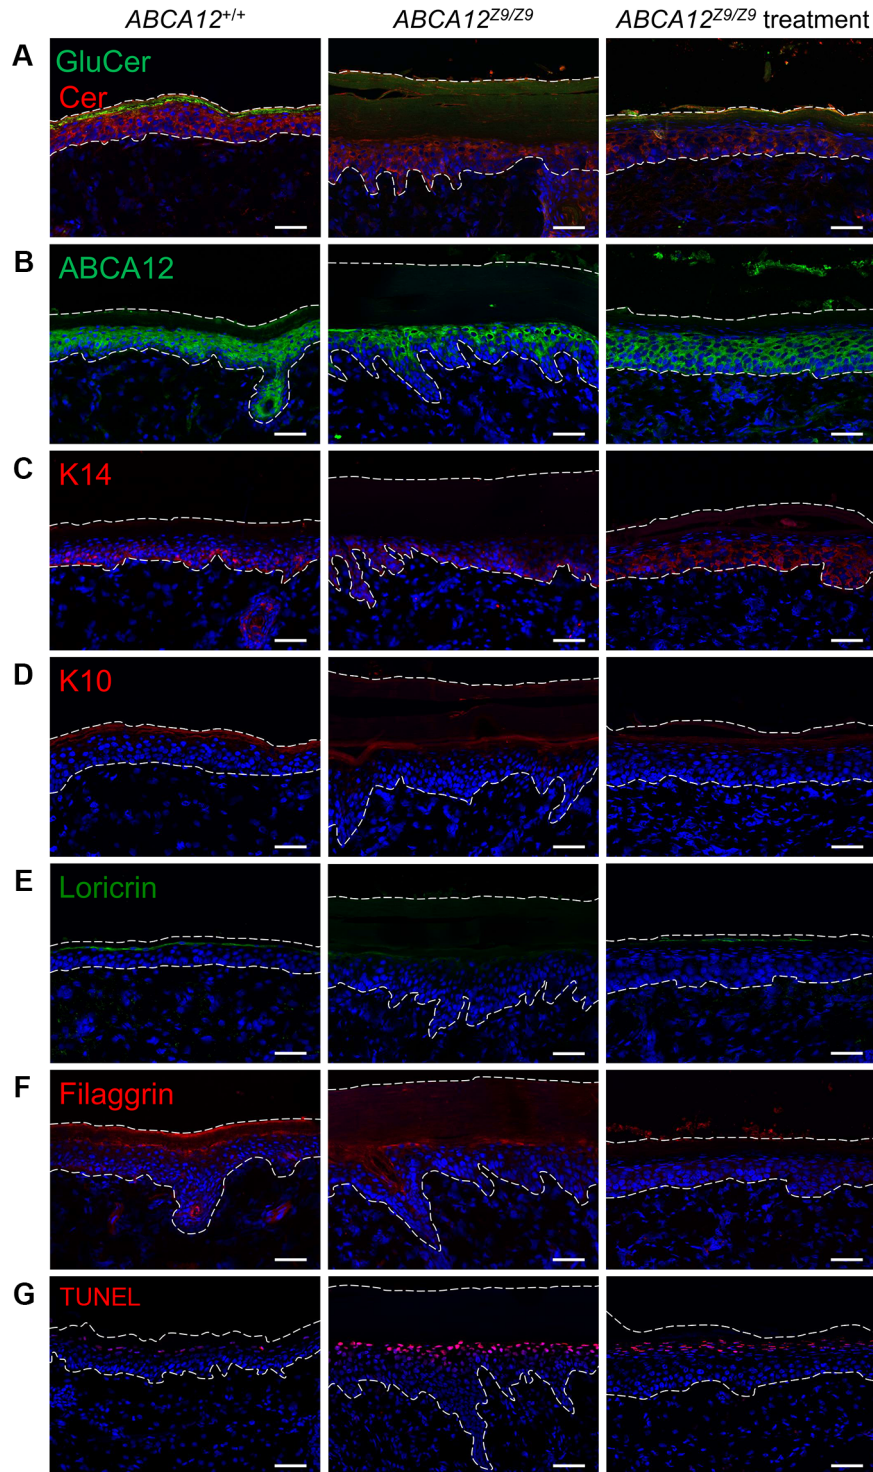 ABCA12+/+ ABCA12Z9/Z9 ABCA12Z9/Z9 treatment
A
GluCer
Cer
B
ABCA12
C
K14
D
K10
E
Loricrin
F
Filaggrin
G
TUNEL